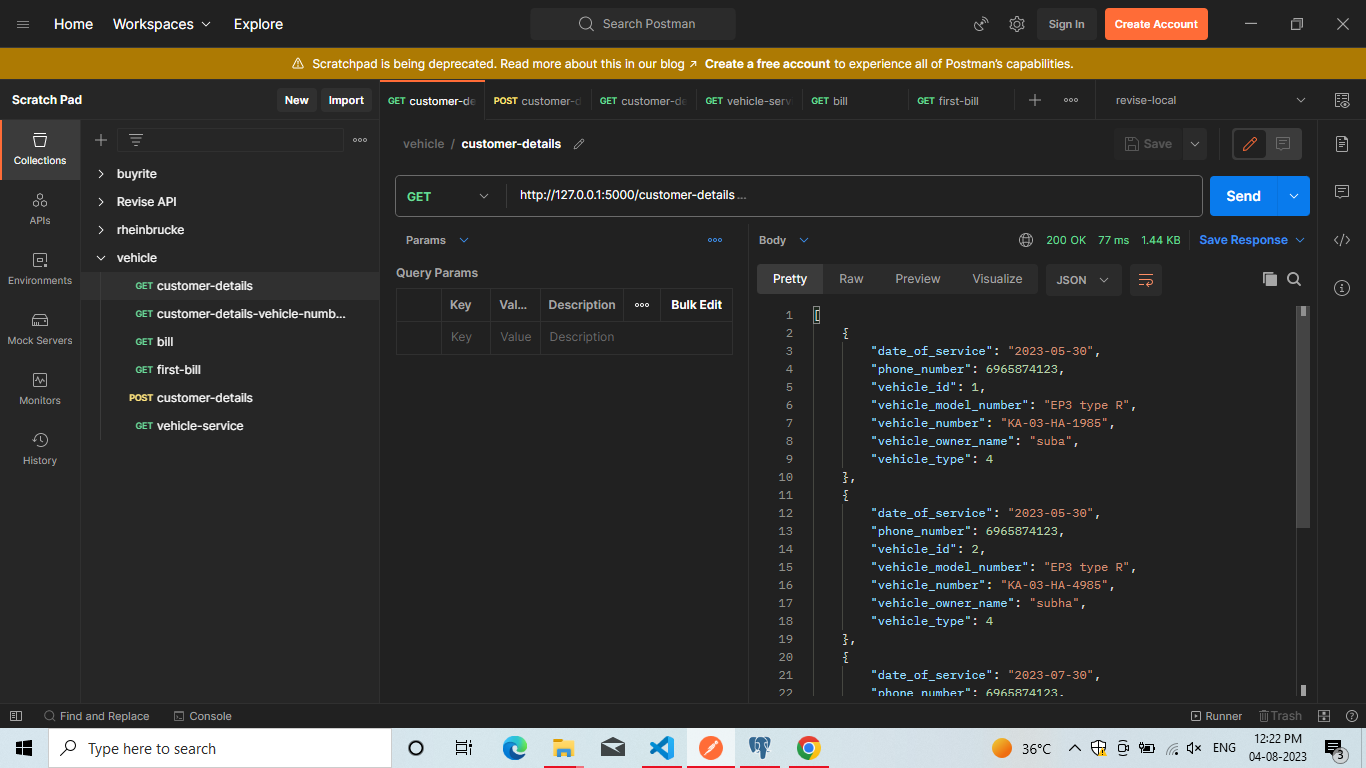 Home Workspaces Explore Search Postman Sign In Create Account
Scratchpad is being deprecated. Read more about this in our blog ↗ Create a free account to experience all of Postman's capabilities.
Scratch Pad New Import GET customer-de POST customer-d GET customer-de GET vehicle-serv GET bill GET first-bill revise-local
Collections
APIs
Environments
Mock Servers
Monitors
History
buyrite
Revise API
rheinbrucke
vehicle
GET customer-details
GET customer-details-vehicle-numb...
GET bill
GET first-bill
POST customer-details
GET vehicle-service
vehicle / customer-details Save
GET http://127.0.0.1:5000/customer-details ... Send
Params
Query Params
Key Val... Description Bulk Edit
Key Value Description
Body 200 OK 77 ms 1.44 KB Save Response
Pretty Raw Preview Visualize JSON
1 [
2 {
3 "date_of_service": "2023-05-30",
4 "phone_number": 6965874123,
5 "vehicle_id": 1,
6 "vehicle_model_number": "EP3 type R",
7 "vehicle_number": "KA-03-HA-1985",
8 "vehicle_owner_name": "suba",
9 "vehicle_type": 4
10 },
11 {
12 "date_of_service": "2023-05-30",
13 "phone_number": 6965874123,
14 "vehicle_id": 2,
15 "vehicle_model_number": "EP3 type R",
16 "vehicle_number": "KA-03-HA-4985",
17 "vehicle_owner_name": "subha",
18 "vehicle_type": 4
19 },
20 {
21 "date_of_service": "2023-07-30",
22 "phone_number": 6965874123,
Find and Replace Console Runner Trash
Type here to search 36°C ENG 12:22 PM
04-08-2023 3